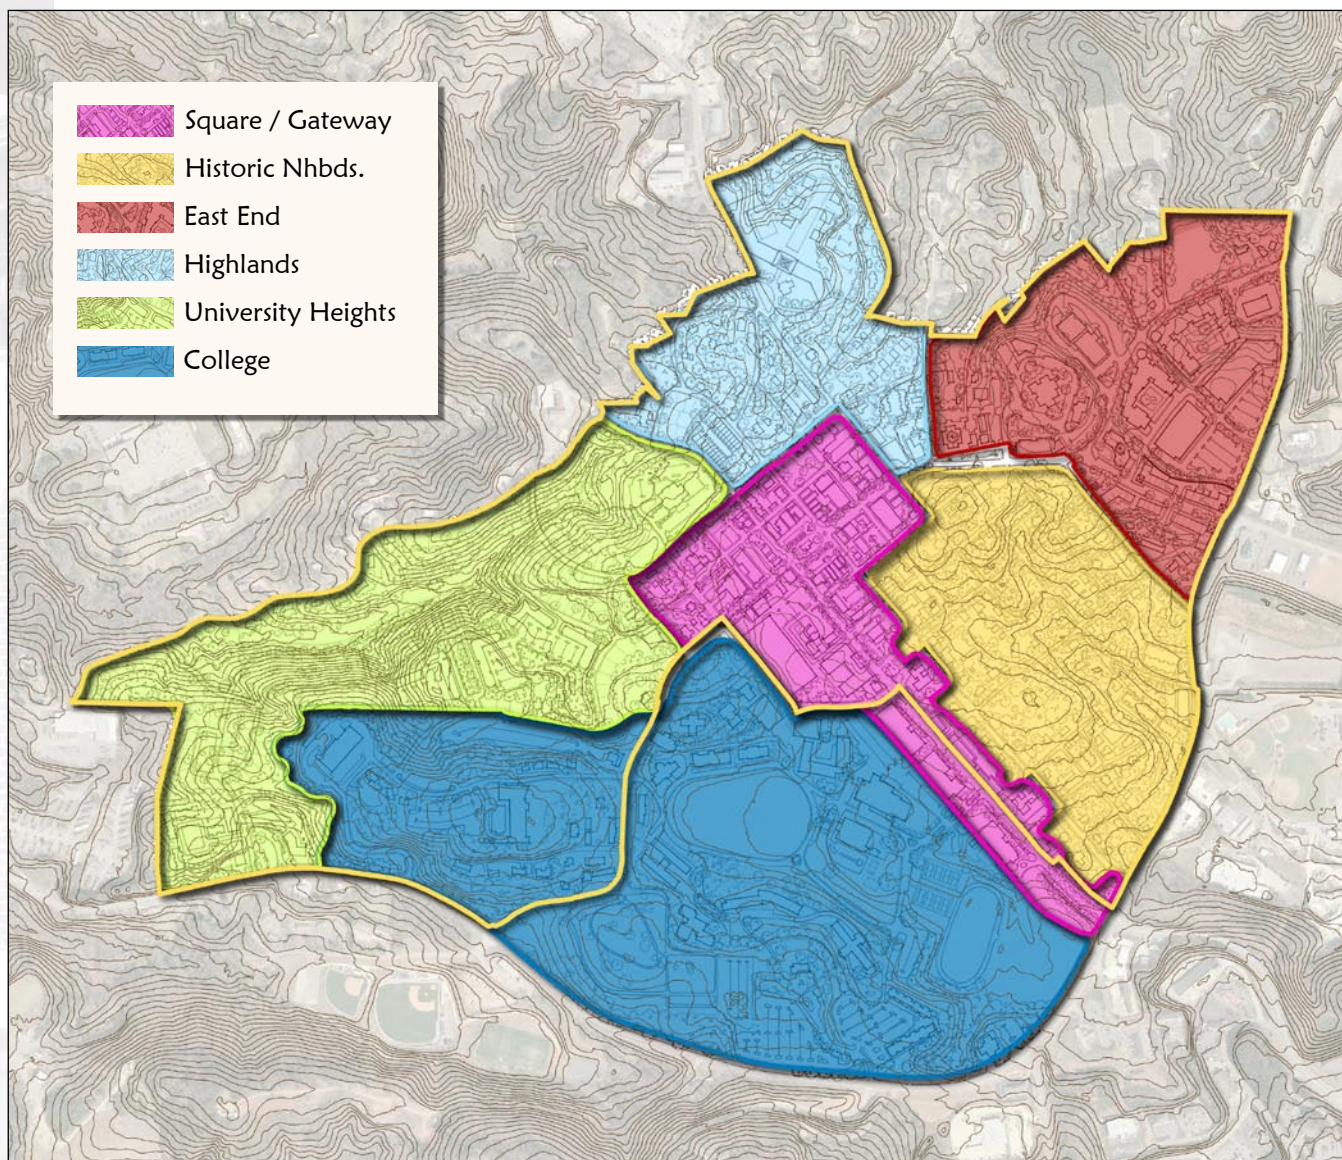 Square / Gateway
Historic Nhbds.
East End
Highlands
University Heights
College